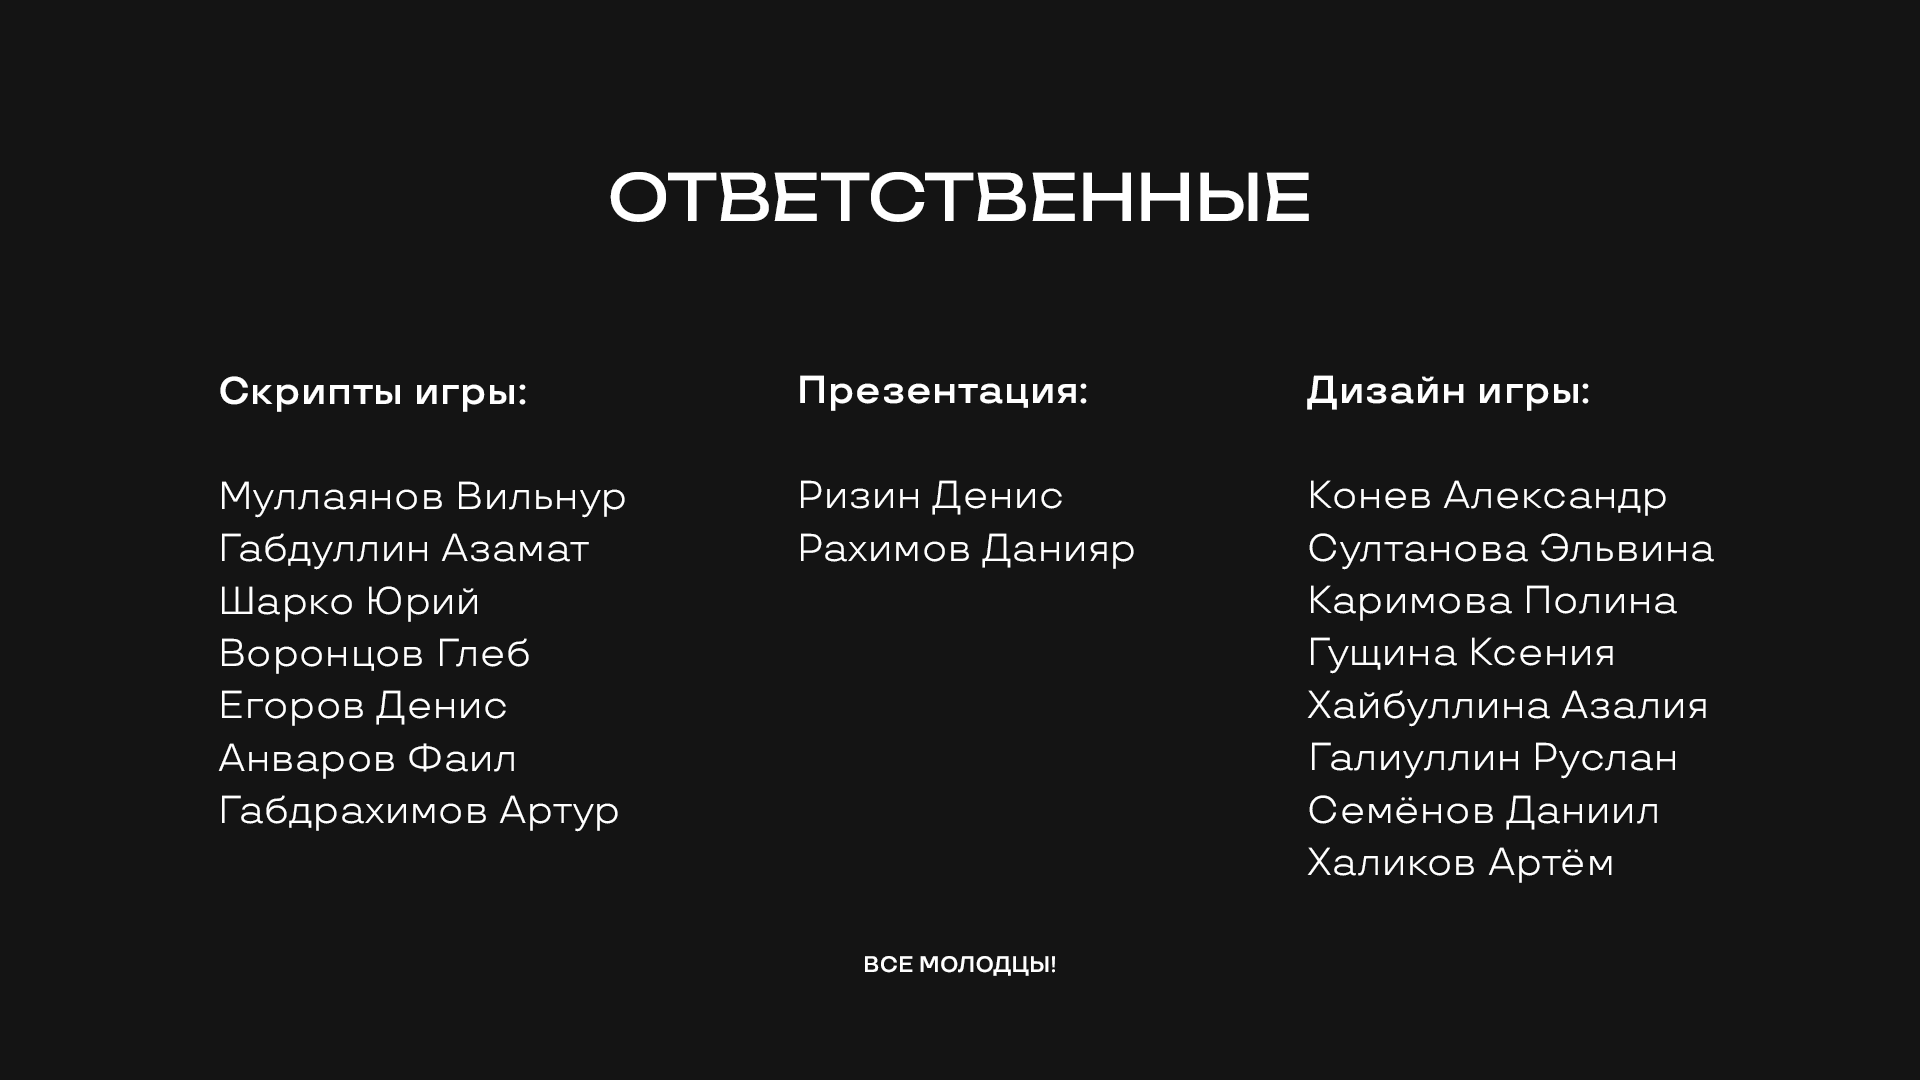 ОТВЕТСТВЕННЫЕ
Скрипты игры:
Муллаянов Вильнур
Габдуллин Азамат
Шарко Юрий
Воронцов Глеб
Егоров Денис
Анваров Фаил
Габдрахимов Артур
Презентация:
Ризин Денис
Рахимов Данияр
Дизайн игры:
Конев Александр
Султанова Эльвина
Каримова Полина
Гущина Ксения
Хайбуллина Азалия
Галиуллин Руслан
Семёнов Даниил
Халиков Артём
ВСЕ МОЛОДЦЫ!